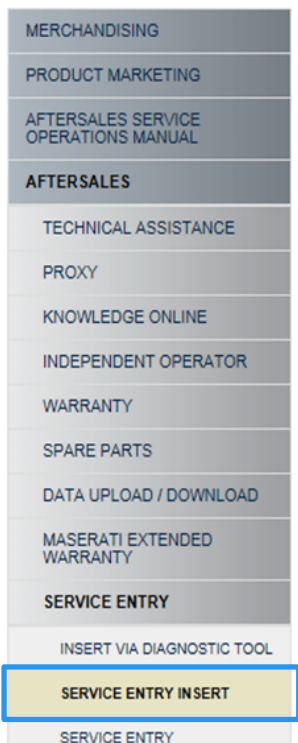 MERCHANDISING
PRODUCT MARKETING
AFTERSALES SERVICE
OPERATIONS MANUAL
AFTERSALES
TECHNICAL ASSISTANCE
PROXY
KNOWLEDGE ONLINE
INDEPENDENT OPERATOR
WARRANTY
SPARE PARTS
DATA UPLOAD / DOWNLOAD
MASERATI EXTENDED
WARRANTY
SERVICE ENTRY
INSERT VIA DIAGNOSTIC TOOL
SERVICE ENTRY INSERT
SERVICE ENTRY